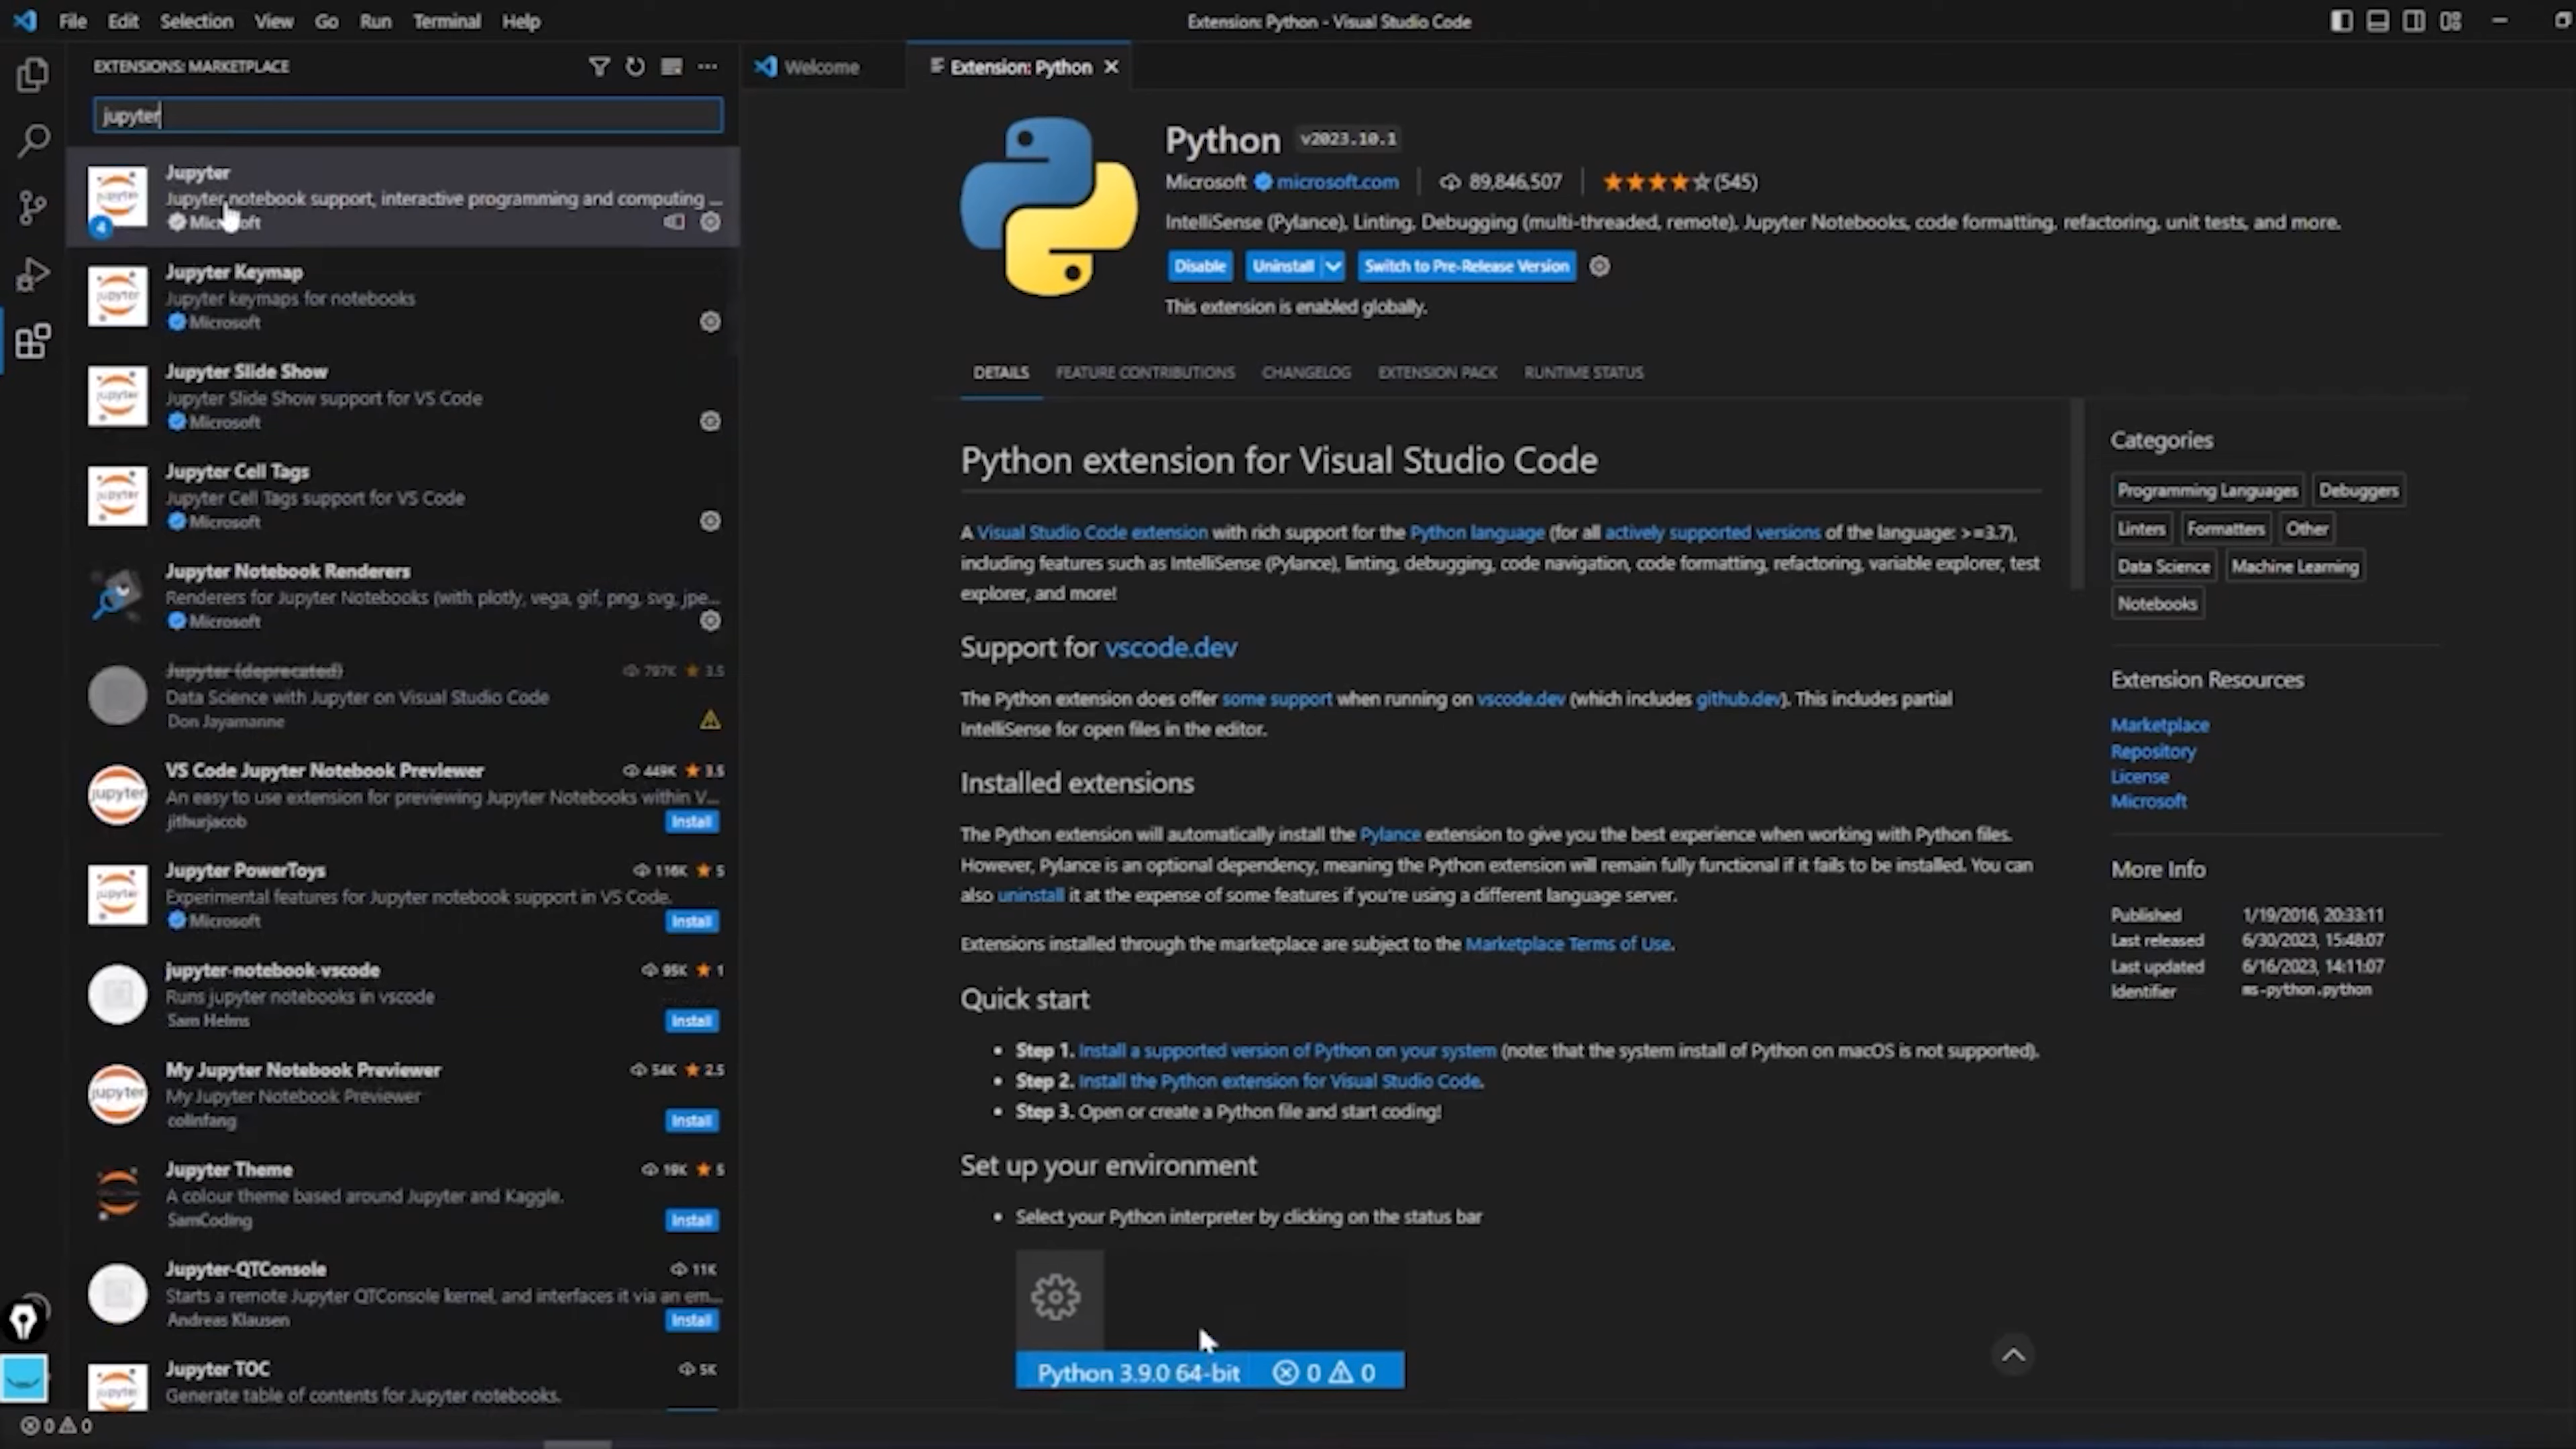 File Edit Selection View Go Run Terminal Help
Extension: Python - Visual Studio Code
EXTENSIONS: MARKETPLACE
jupyter
Jupyter
Jupyter notebook support, interactive programming and computing ...
Microsoft
4
Jupyter Keymap
Jupyter keymaps for notebooks
Microsoft
Jupyter Slide Show
Jupyter Slide Show support for VS Code
Microsoft
Jupyter Cell Tags
Jupyter Cell Tags support for VS Code
Microsoft
Jupyter Notebook Renderers
Renderers for Jupyter Notebooks (with plotly, vega, gif, png, svg, jpe...
Microsoft
Jupyter (deprecated) 797K 3.5
Data Science with Jupyter on Visual Studio Code
Don Jayamanne
VS Code Jupyter Notebook Previewer 449K 3.5
An easy to use extension for previewing Jupyter Notebooks within V...
jithurjacob Install
Jupyter PowerToys 116K 5
Experimental features for Jupyter notebook support in VS Code.
Microsoft Install
jupyter-notebook-vscode 95K 1
Runs jupyter notebooks in vscode
Sam Helms Install
My Jupyter Notebook Previewer 54K 2.5
My Jupyter Notebook Previewer
colinfang Install
Jupyter Theme 19K 5
A colour theme based around Jupyter and Kaggle.
SamCoding Install
Jupyter-QTConsole 11K
Starts a remote Jupyter QTConsole kernel, and interfaces it via an em...
Andreas Klausen Install
Jupyter TOC 5K
Generate table of contents for Jupyter notebooks.
0 0
Welcome
Extension: Python
Python v2023.10.1
Microsoft microsoft.com 89,846,507 (545)
IntelliSense (Pylance), Linting, Debugging (multi-threaded, remote), Jupyter Notebooks, code formatting, refactoring, unit tests, and more.
Disable Uninstall Switch to Pre-Release Version
This extension is enabled globally.
DETAILS FEATURE CONTRIBUTIONS CHANGELOG EXTENSION PACK RUNTIME STATUS
Python extension for Visual Studio Code
A Visual Studio Code extension with rich support for the Python language (for all actively supported versions of the language: >=3.7),
including features such as IntelliSense (Pylance), linting, debugging, code navigation, code formatting, refactoring, variable explorer, test
explorer, and more!
Support for vscode.dev
The Python extension does offer some support when running on vscode.dev (which includes github.dev). This includes partial
IntelliSense for open files in the editor.
Installed extensions
The Python extension will automatically install the Pylance extension to give you the best experience when working with Python files.
However, Pylance is an optional dependency, meaning the Python extension will remain fully functional if it fails to be installed. You can
also uninstall it at the expense of some features if you're using a different language server.
Extensions installed through the marketplace are subject to the Marketplace Terms of Use.
Quick start
• Step 1. Install a supported version of Python on your system (note: that the system install of Python on macOS is not supported).
• Step 2. Install the Python extension for Visual Studio Code.
• Step 3. Open or create a Python file and start coding!
Set up your environment
• Select your Python interpreter by clicking on the status bar
Python 3.9.0 64-bit 0 0
Categories
Programming Languages Debuggers
Linters Formatters Other
Data Science Machine Learning
Notebooks
Extension Resources
Marketplace
Repository
License
Microsoft
More Info
Published 1/19/2016, 20:33:11
Last released 6/30/2023, 15:48:07
Last updated 6/16/2023, 14:11:07
Identifier ms-python.python